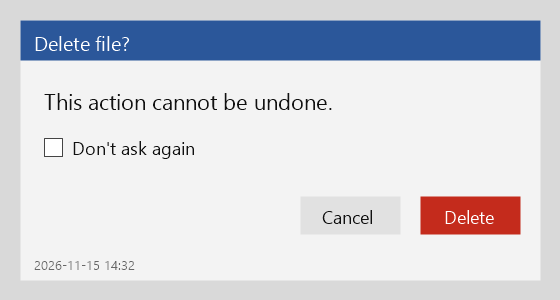 Delete file?
This action cannot be undone.
Don't ask again
Cancel
Delete
2026-11-15 14:32